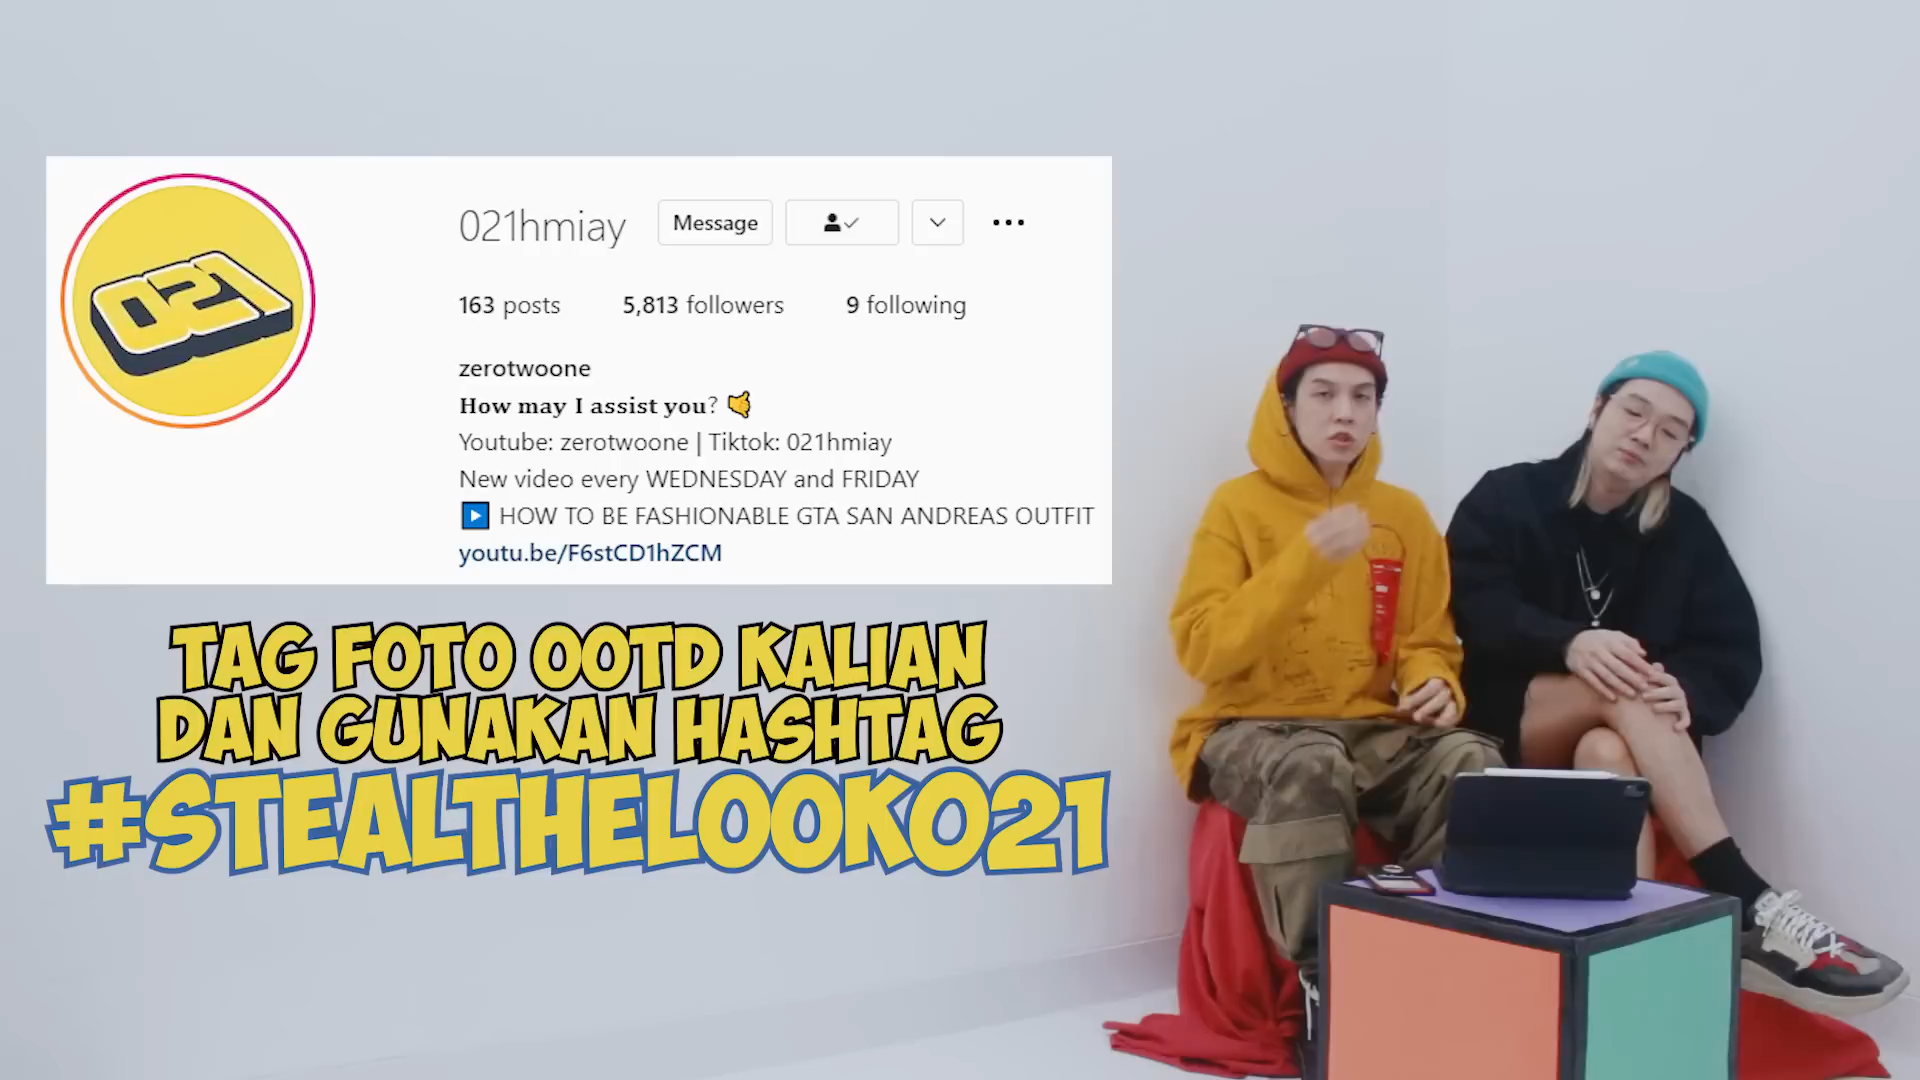 021
021hmiay
Message
163 posts 5,813 followers 9 following
zerotwoone
How may I assist you? 🤙
Youtube: zerotwoone | Tiktok: 021hmiay
New video every WEDNESDAY and FRIDAY
▶️ HOW TO BE FASHIONABLE GTA SAN ANDREAS OUTFIT
youtu.be/F6stCD1hZCM
TAG FOTO OOTD KALIAN
DAN GUNAKAN HASHTAG
#STEALTHELOOK021